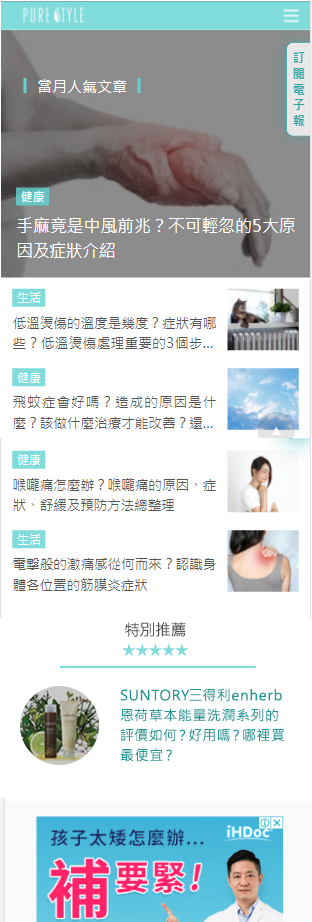 PURE STYLE
當月人氣文章
訂閱電子報
健康
手麻竟是中風前兆？不可輕忽的5大原
因及症狀介紹
生活
低溫燙傷的溫度是幾度？症狀有哪
些？低溫燙傷處理重要的3個步...
健康
飛蚊症會好嗎？造成的原因是什
麼？該做什麼治療才能改善？還...
健康
喉嚨痛怎麼辦？喉嚨痛的原因、症
狀、舒緩及預防方法總整理
生活
電擊般的激痛感從何而來？認識身
體各位置的筋膜炎症狀
特別推薦
★★★★★
SUNTORY三得利enherb
恩荷草本能量洗潤系列的
評價如何？好用嗎？哪裡買
最便宜？
孩子太矮怎麼辦...
iHDoc
補要緊！